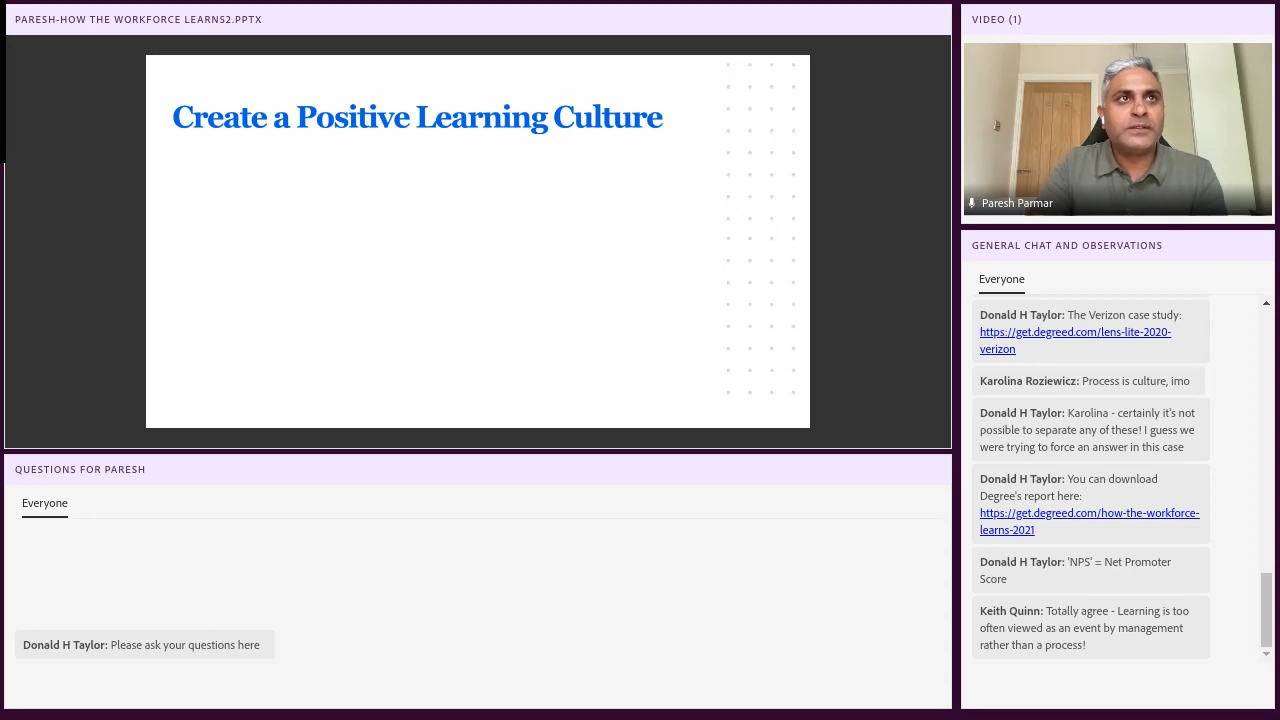 PARESH-HOW THE WORKFORCE LEARNS2.PPTX
Create a Positive Learning Culture
QUESTIONS FOR PARESH
Everyone
Donald H Taylor: Please ask your questions here
VIDEO (1)
Paresh Parmar
GENERAL CHAT AND OBSERVATIONS
Everyone
Donald H Taylor: The Verizon case study:
https://get.degreed.com/lens-lite-2020-
verizon
Karolina Roziewicz: Process is culture, imo
Donald H Taylor: Karolina - certainly it's not
possible to separate any of these! I guess we
were trying to force an answer in this case
Donald H Taylor: You can download
Degree's report here:
https://get.degreed.com/how-the-workforce-
learns-2021
Donald H Taylor: 'NPS' = Net Promoter
Score
Keith Quinn: Totally agree - Learning is too
often viewed as an event by management
rather than a process!